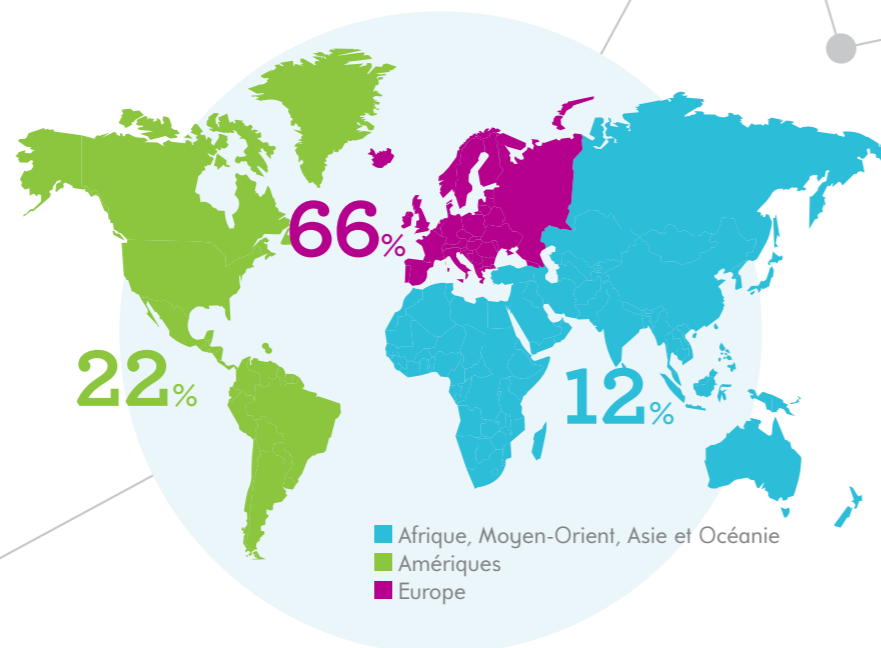 66%
22%
12%
Afrique, Moyen-Orient, Asie et Océanie
Amériques
Europe